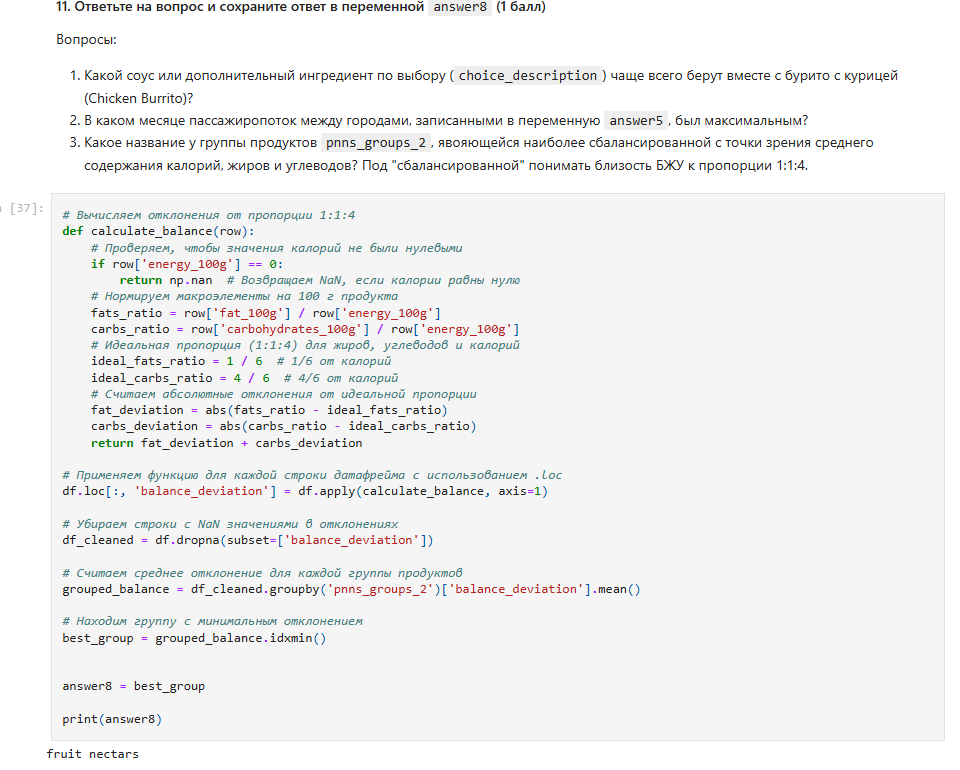 11. Ответьте на вопрос и сохраните ответ в переменной answer8 (1 балл)
Вопросы:
1. Какой соус или дополнительный ингредиент по выбору ( choice_description ) чаще всего берут вместе с бурито с курицей
(Chicken Burrito)?
2. В каком месяце пассажиропоток между городами, записанными в переменную answer5 , был максимальным?
3. Какое название у группы продуктов pnns_groups_2 , явояющейся наиболее сбалансированной с точки зрения среднего
содержания калорий, жиров и углеводов? Под "сбалансированной" понимать близость БЖУ к пропорции 1:1:4.
[37]:
# Вычисляем отклонения от пропорции 1:1:4
def calculate_balance(row):
    # Проверяем, чтобы значения калорий не были нулевыми
    if row['energy_100g'] == 0:
        return np.nan  # Возвращаем NaN, если калории равны нулю
    # Нормируем макроэлементы на 100 г продукта
    fats_ratio = row['fat_100g'] / row['energy_100g']
    carbs_ratio = row['carbohydrates_100g'] / row['energy_100g']
    # Идеальная пропорция (1:1:4) для жиров, углеводов и калорий
    ideal_fats_ratio = 1 / 6  # 1/6 от калорий
    ideal_carbs_ratio = 4 / 6  # 4/6 от калорий
    # Считаем абсолютные отклонения от идеальной пропорции
    fat_deviation = abs(fats_ratio - ideal_fats_ratio)
    carbs_deviation = abs(carbs_ratio - ideal_carbs_ratio)
    return fat_deviation + carbs_deviation
# Применяем функцию для каждой строки датафрейма с использованием .loc
df.loc[:, 'balance_deviation'] = df.apply(calculate_balance, axis=1)
# Убираем строки с NaN значениями в отклонениях
df_cleaned = df.dropna(subset=['balance_deviation'])
# Считаем среднее отклонение для каждой группы продуктов
grouped_balance = df_cleaned.groupby('pnns_groups_2')['balance_deviation'].mean()
# Находим группу с минимальным отклонением
best_group = grouped_balance.idxmin()
answer8 = best_group
print(answer8)
fruit nectars